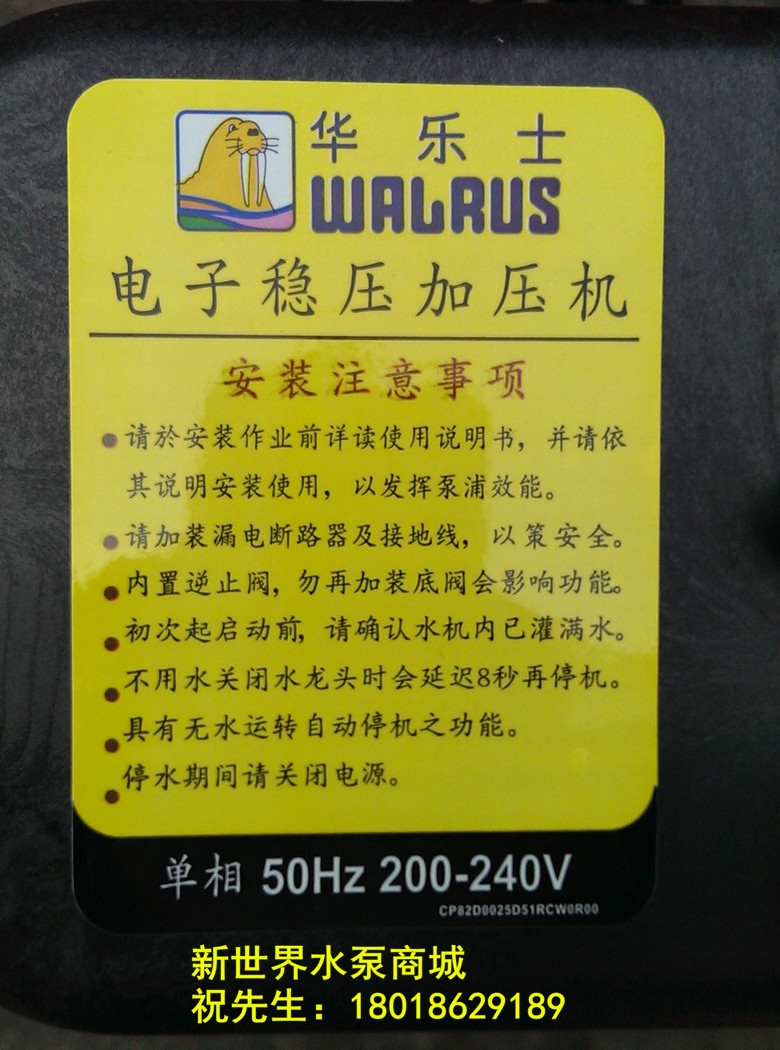 华乐士
WALRUS
电子稳压加压机
安装注意事项
●请於安装作业前详读使用说明书，并请依
其说明安装使用，以发挥泵浦效能。
●请加装漏电断路器及接地线，以策安全。
●内置逆止阀，勿再加装底阀会影响功能。
●初次起启动前，请确认水机内已灌满水。
●不用水关闭水龙头时会延迟8秒再停机。
●具有无水运转自动停机之功能。
●停水期间请关闭电源。
单相 50Hz 200-240V
CP82D0025D51RCW0R00
新世界水泵商城
祝先生：18018629189